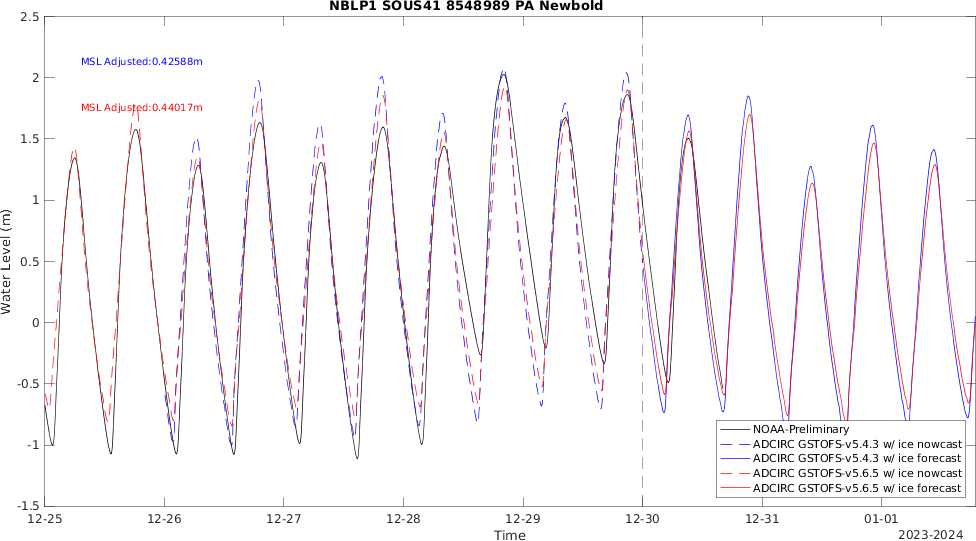 NBLP1 SOUS41 8548989 PA Newbold
2.5
2
1.5
1
0.5
0
-0.5
-1
-1.5
Water Level (m)
MSL Adjusted:0.42588m
MSL Adjusted:0.44017m
NOAA-Preliminary
ADCIRC GSTOFS-v5.4.3 w/ ice nowcast
ADCIRC GSTOFS-v5.4.3 w/ ice forecast
ADCIRC GSTOFS-v5.6.5 w/ ice nowcast
ADCIRC GSTOFS-v5.6.5 w/ ice forecast
12-25 12-26 12-27 12-28 12-29 12-30 12-31 01-01
Time
2023-2024